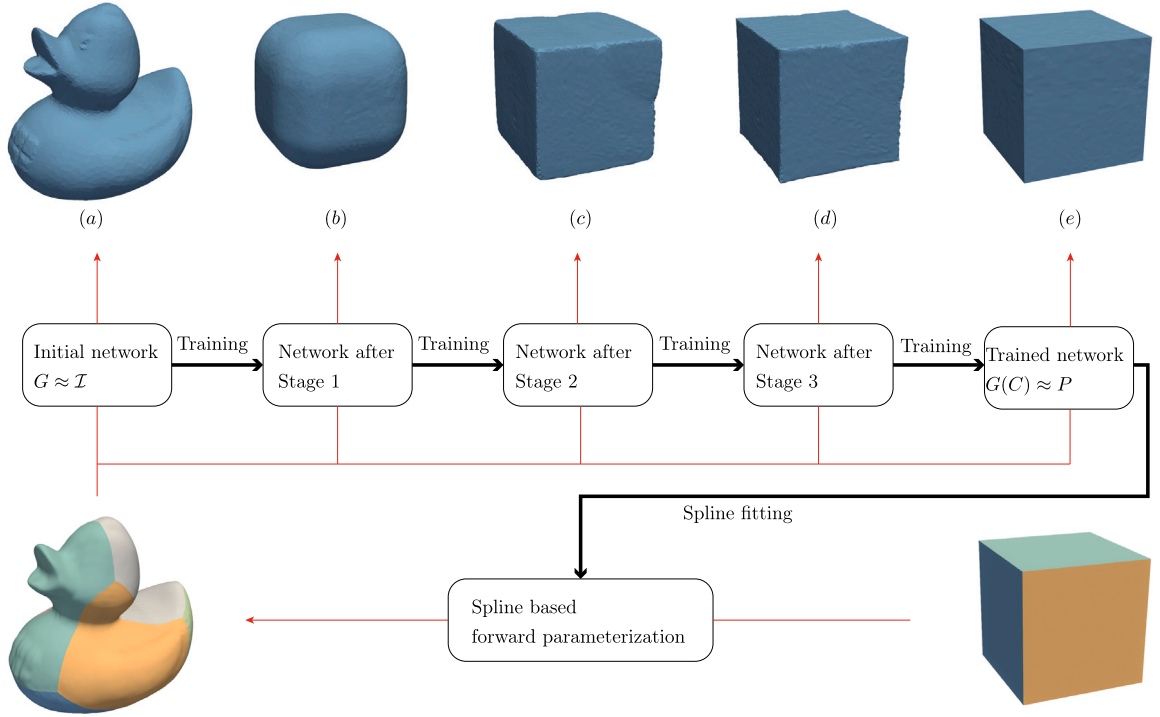 (a)
(b)
(c)
(d)
(e)
Initial network
G ≈ ℐ
Training
Network after
Stage 1
Training
Network after
Stage 2
Training
Network after
Stage 3
Training
Trained network
G(C) ≈ P
Spline fitting
Spline based
forward parameterization